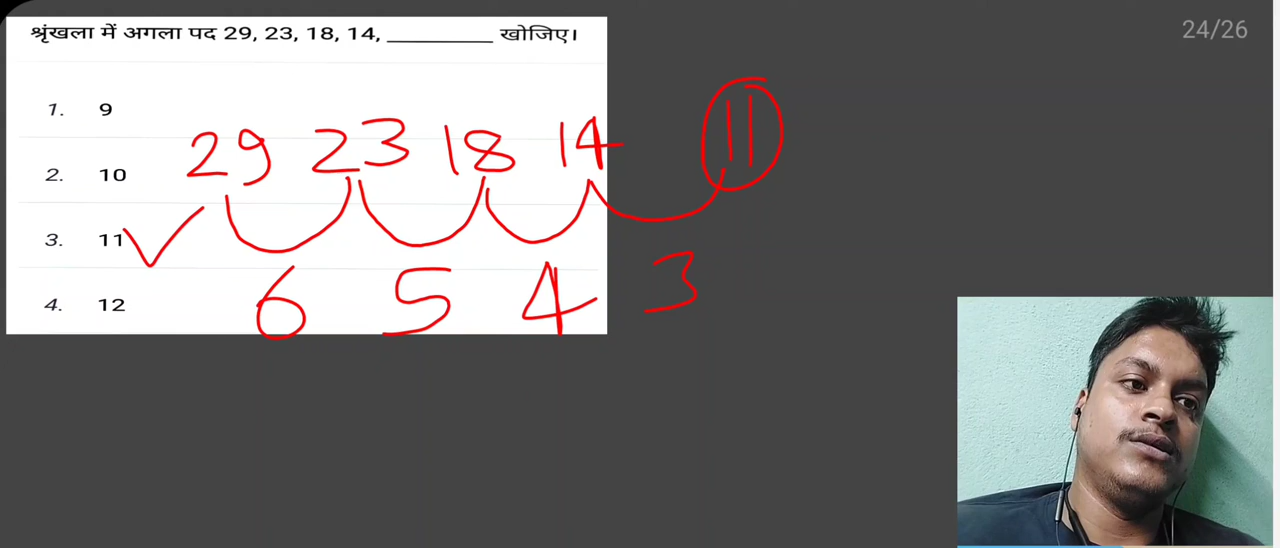 24/26
श्रृंखला में अगला पद 29, 23, 18, 14, ________ खोजिए।
1. 9
2. 10
3. 11
4. 12
29 23 18 14 11
6 5 4 3